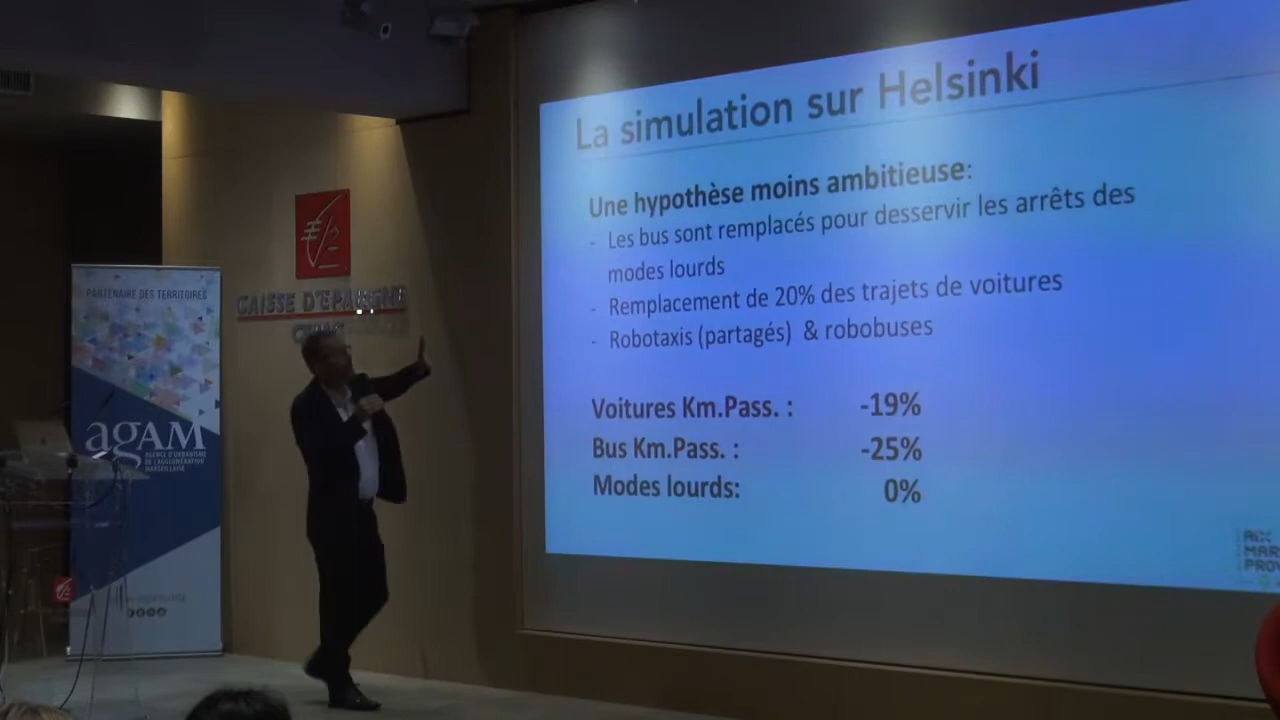 La simulation sur Helsinki
Une hypothèse moins ambitieuse:
- Les bus sont remplacés pour desservir les arrêts des
modes lourds
- Remplacement de 20% des trajets de voitures
- Robotaxis (partagés) & robobuses
Voitures Km.Pass. : -19%
Bus Km.Pass. : -25%
Modes lourds: 0%
CAISSE D'EPARGNE
PARTENAIRE DES TERRITOIRES
agAM
AGENCE D'URBANISME
DE L'AGGLOMÉRATION
MARSEILLAISE